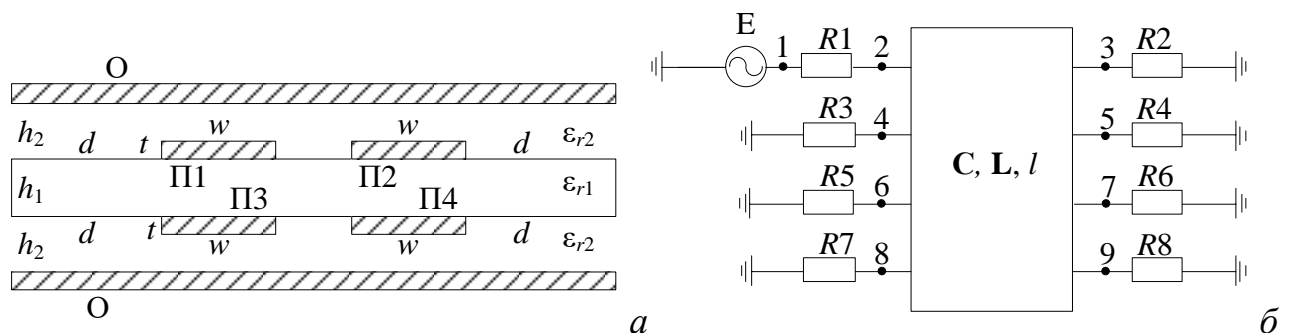 О
h2 d t w w d εr2
h1 П1 П2 εr1
П3 П4
h2 d t w w d εr2
О
а
E
1 R1 2 3 R2
R3 4 5 R4
C, L, l
R5 6 7 R6
R7 8 9 R8
б